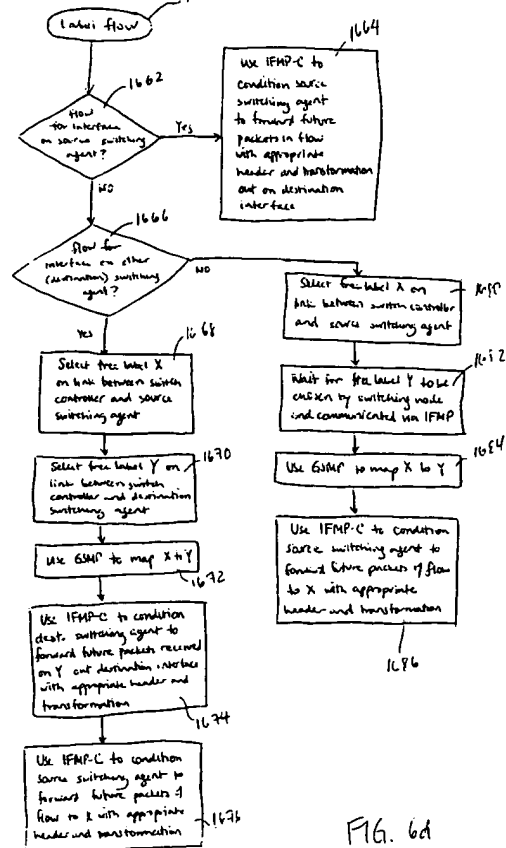 Label flow
1662
flow
for interface
on source switching
agent?
Yes
1664
Use IFMP-C to
condition source
switching agent
to forward future
packets in flow
with appropriate
header and transformation
out on destination
interface
NO
1666
flow for
interface on other
(destination) switching
agent?
NO
Yes
1668
Select free label X
on link between switch
controller and source
switching agent
1670
Select free label Y on
link between switch
controller and destination
switching agent
Use GSMP to map X to Y
1672
Use IFMP-C to condition
dest. switching agent to
forward future packets received
on Y out destination interface
with appropriate header and
transformation
1674
Use IFMP-C to condition
source switching agent to
forward future packets of
flow to X with appropriate
header and transformation
1676
Select free label X on
link between switch controller
and source switching agent
Wait for free label Y to be
chosen by switching node
and communicated via IFMP
1682
Use GSMP to map X to Y
1684
Use IFMP-C to condition
source switching agent to
forward future packets of flow
to X with appropriate
header and transformation
1686
FIG. 6d